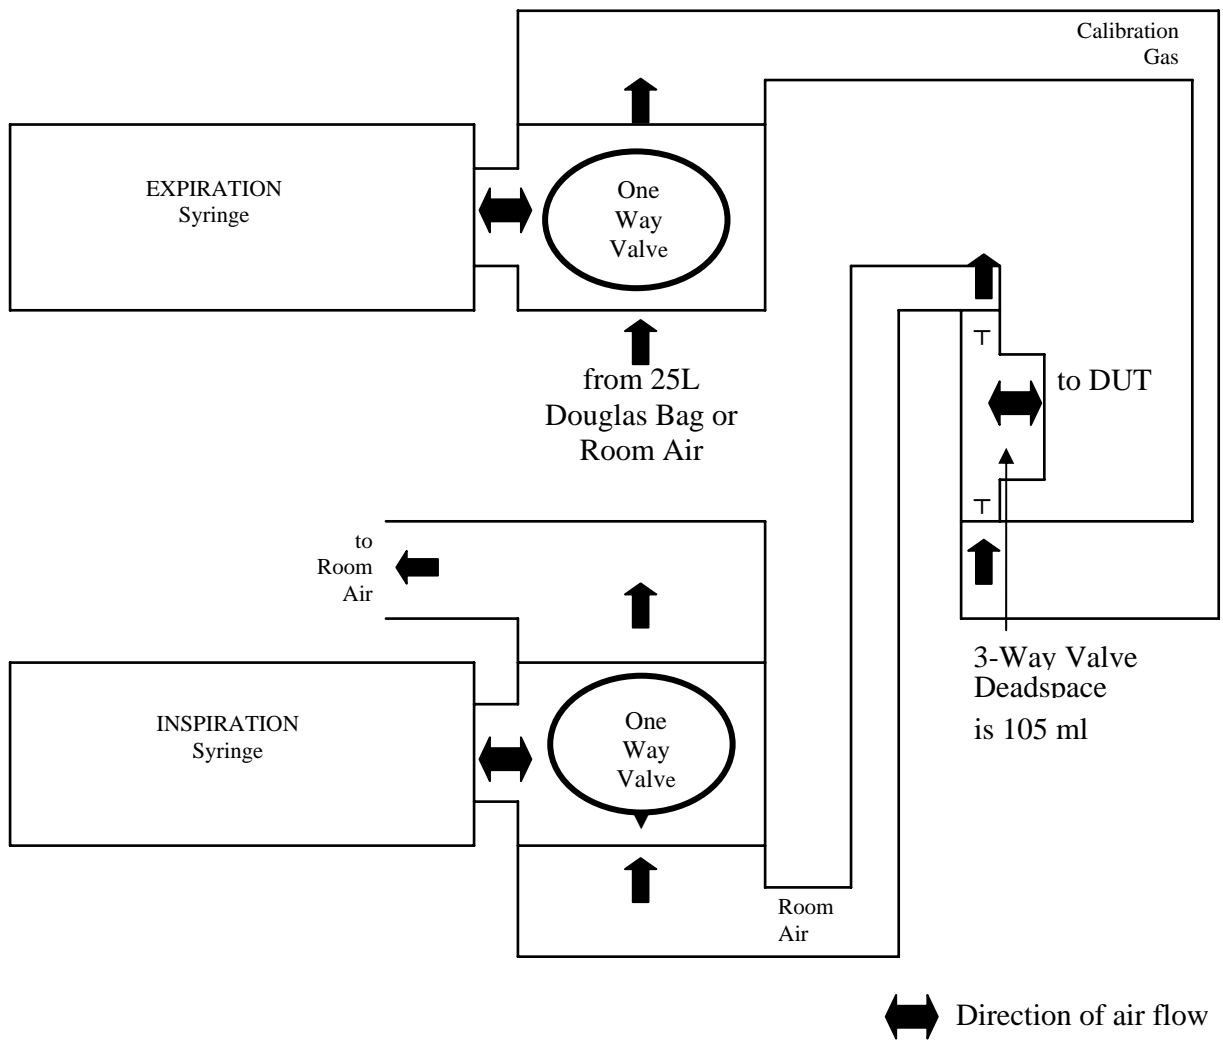 Calibration
Gas
EXPIRATION
Syringe
One
Way
Valve
from 25L
Douglas Bag or
Room Air
T
to DUT
T
to
Room
Air
3-Way Valve
Deadspace
is 105 ml
INSPIRATION
Syringe
One
Way
Valve
Room
Air
Direction of air flow